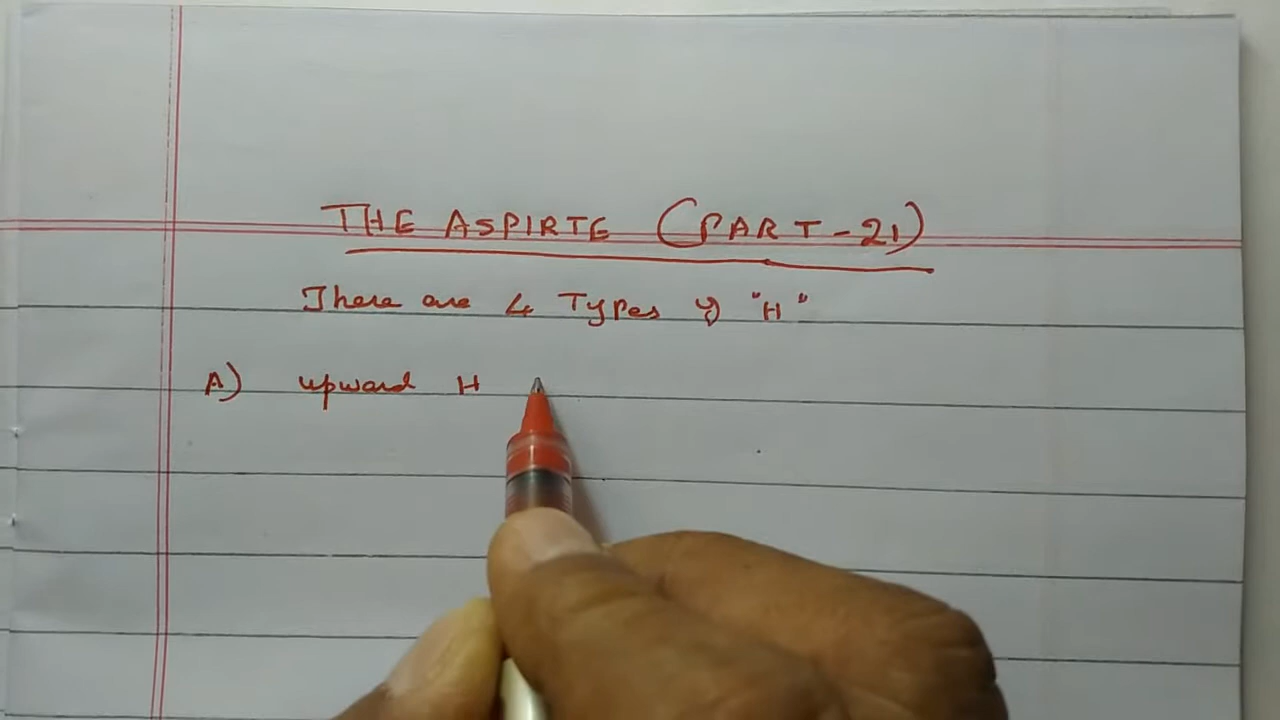 THE ASPIRTE (PART-21)
There are 4 Types of "H"
A) upward H